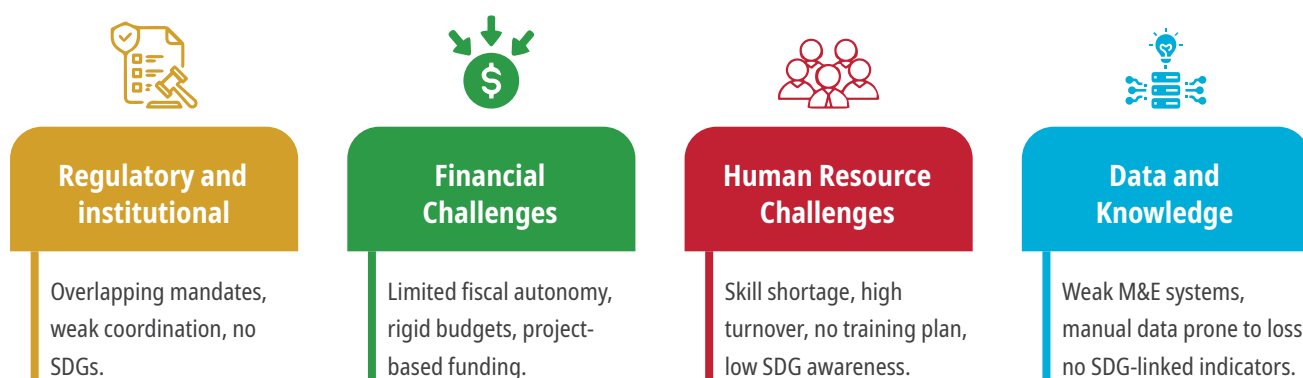 Regulatory and
institutional
Overlapping mandates,
weak coordination, no
SDGs.
Financial
Challenges
Limited fiscal autonomy,
rigid budgets, project-
based funding.
Human Resource
Challenges
Skill shortage, high
turnover, no training plan,
low SDG awareness.
Data and
Knowledge
Weak M&E systems,
manual data prone to loss
no SDG-linked indicators.